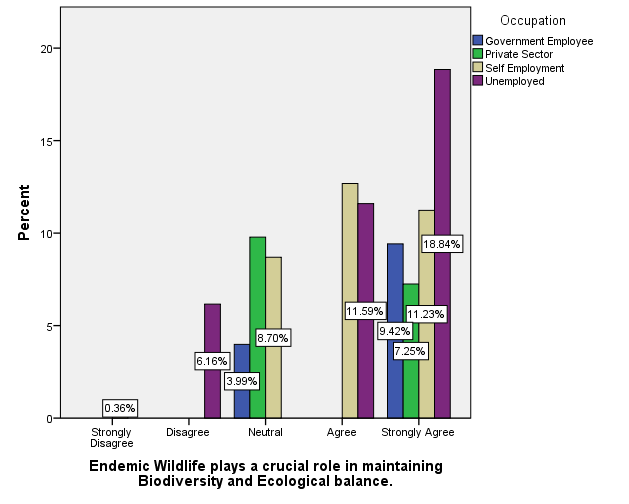 Occupation
Government Employee
Private Sector
Self Employment
Unemployed
20
15
10
5
0
Percent
18.84%
11.59%
11.23%
9.42%
8.70%
7.25%
6.16%
3.99%
0.36%
Strongly
Disagree
Disagree
Neutral
Agree
Strongly Agree
Endemic Wildlife plays a crucial role in maintaining
Biodiversity and Ecological balance.